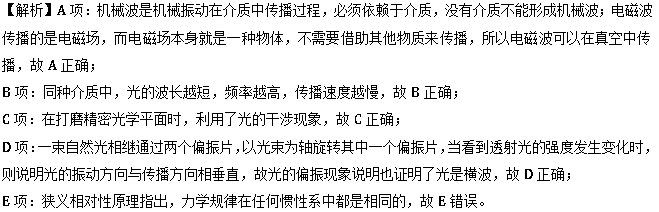 【解析】A 项：机械波是机械振动在介质中传播过程，必须依赖于介质，没有介质不能形成机械波；电磁波
传播的是电磁场，而电磁场本身就是一种物体，不需要借助其他物质来传播，所以电磁波可以在真空中传
播，故 A 正确；
B 项：同种介质中，光的波长越短，频率越高，传播速度越慢，故 B 正确；
C 项：在打磨精密光学平面时，利用了光的干涉现象，故 C 正确；
D 项：一束自然光相继通过两个偏振片，以光束为轴旋转其中一个偏振片，当看到透射光的强度发生变化时，
则说明光的振动方向与传播方向相垂直，故光的偏振现象说明也证明了光是横波，故 D 正确；
E 项：狭义相对性原理指出，力学规律在任何惯性系中都是相同的，故 E 错误。